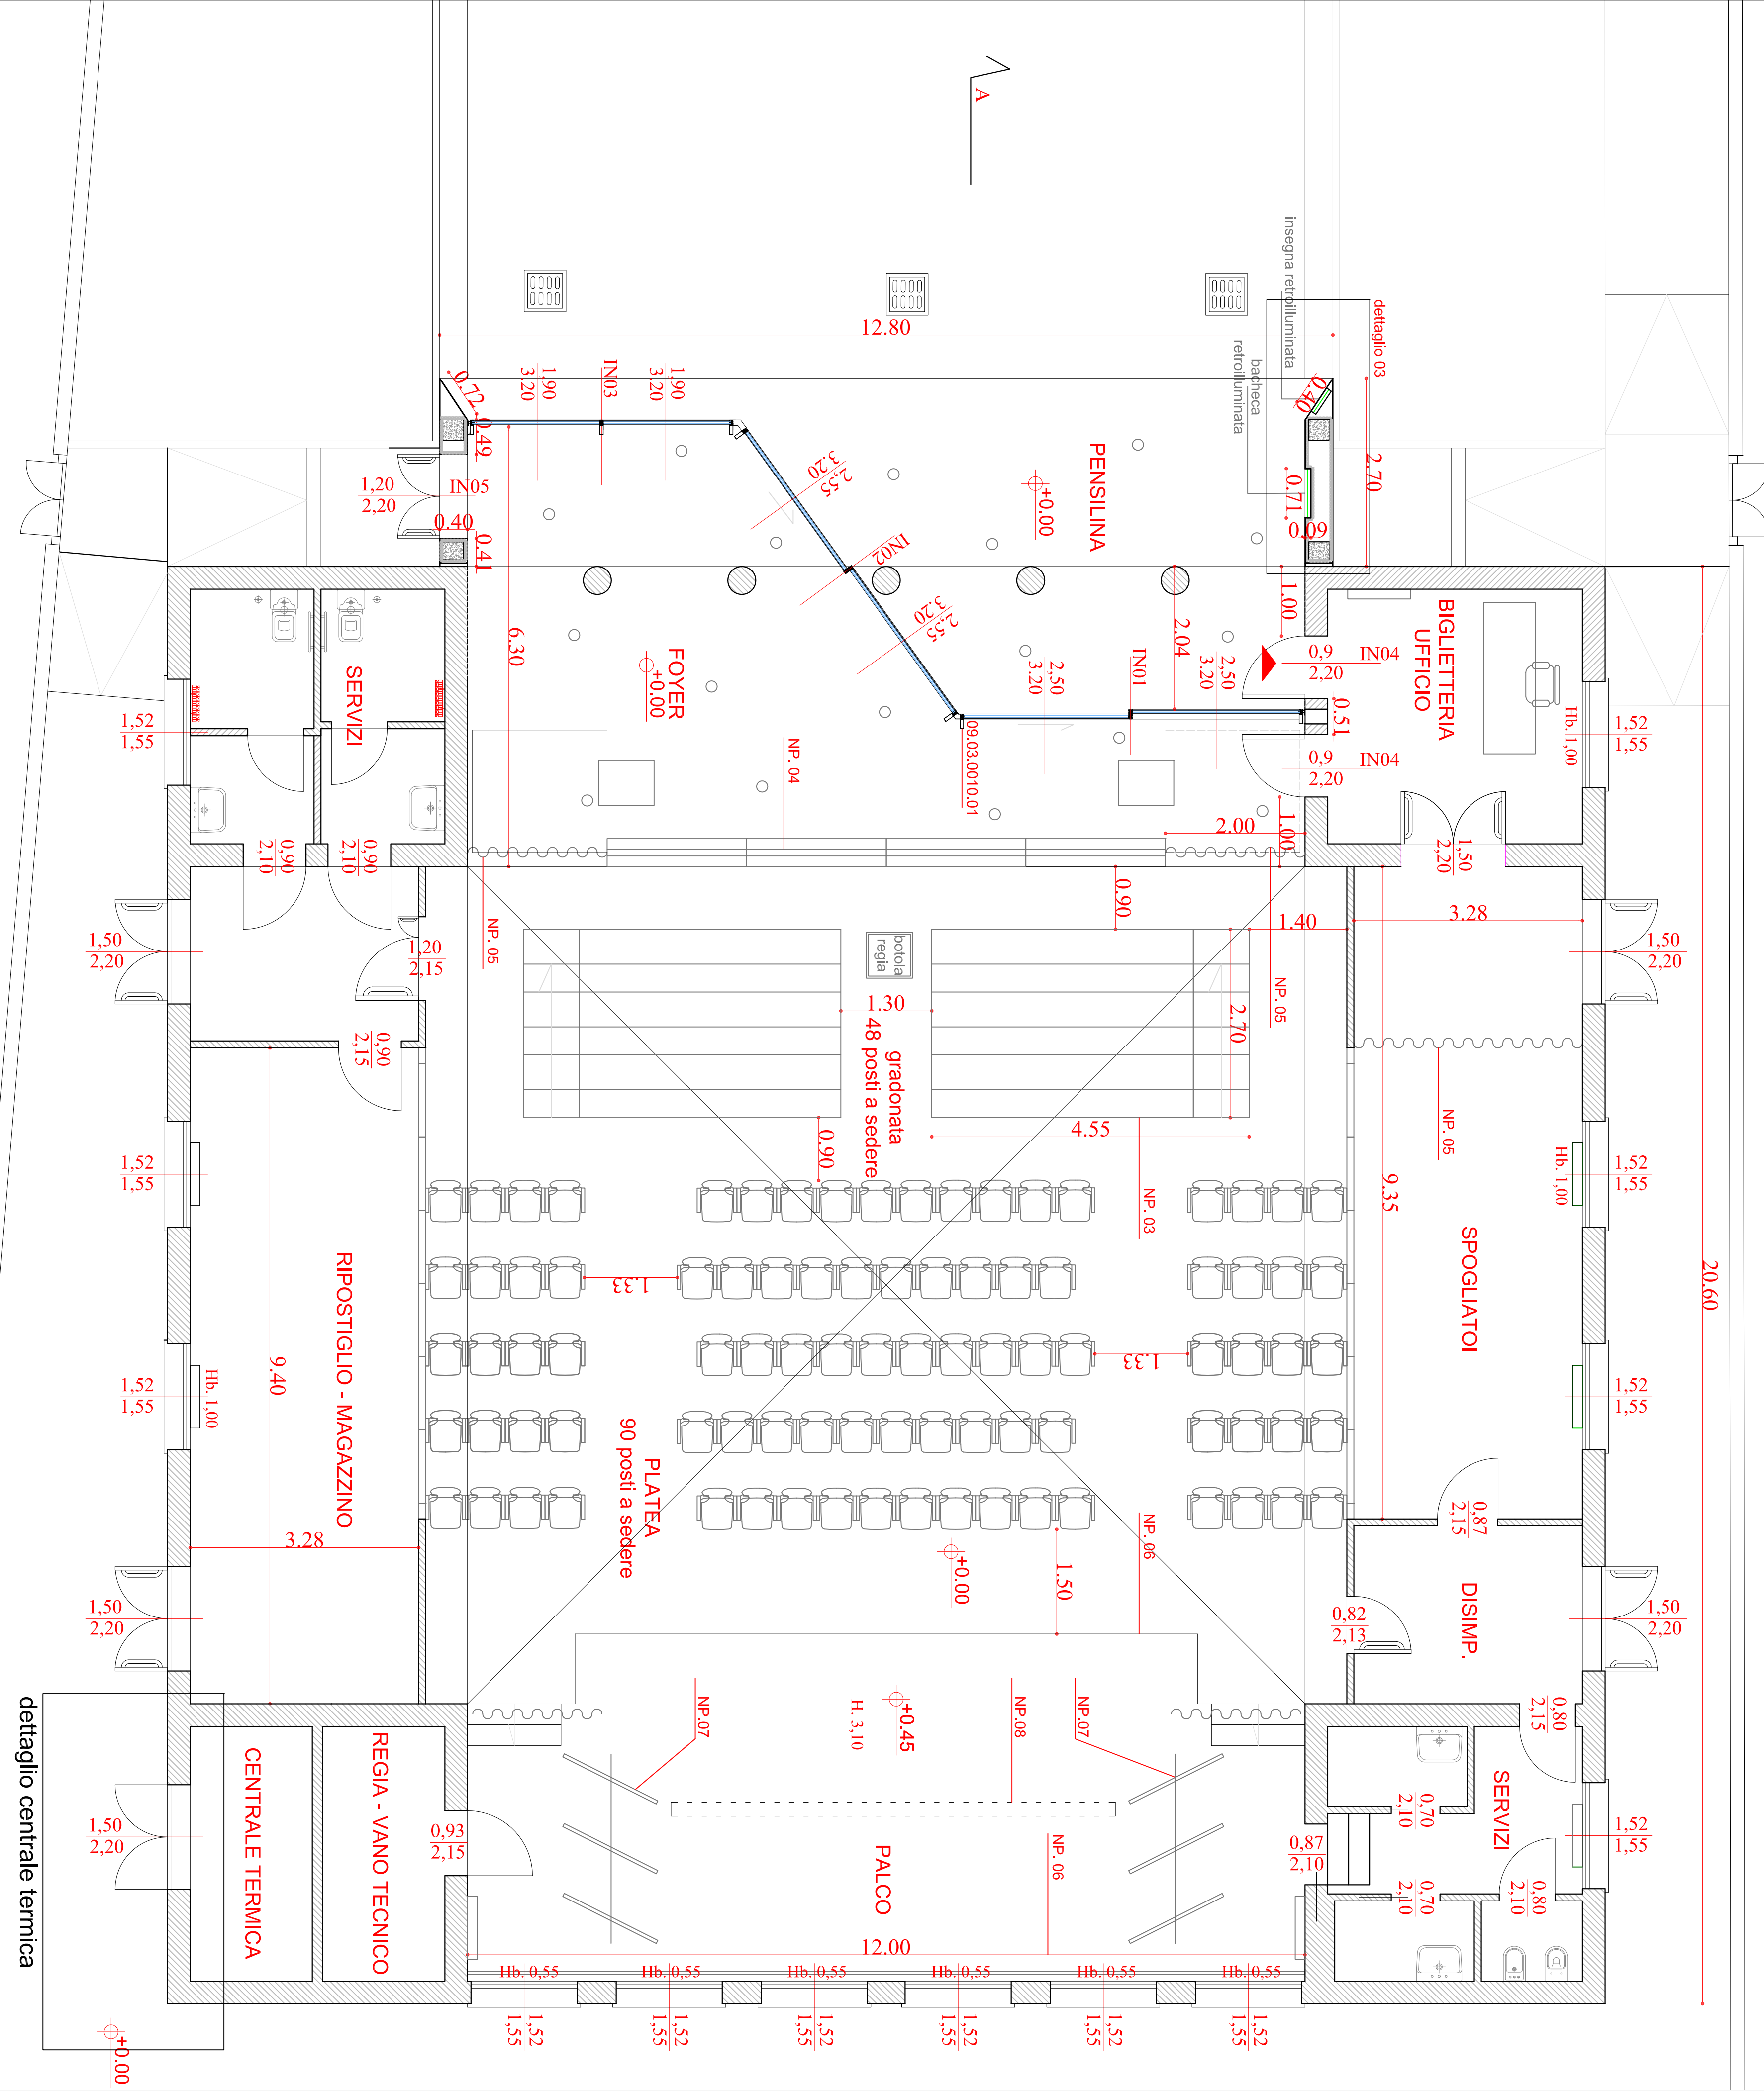 A
insegna retroilluminata
dettaglio 03
bacheca
retroilluminata
12.80
0.40
2.70
0.71
0.09
0.72
0.49
1,90
3.20
IN03
1,90
3.20
PENSILINA
+0.00
2,55
3.20
IN02
2,55
3.20
IN05
1,20
2,20
0.40
0.41
6.30
FOYER
+0.00
2.04
1.00
IN01
2,50
3.20
2,50
3.20
09.03.0010.01
0,9
2,20
IN04
0.51
0,9
2,20
IN04
BIGLIETTERIA
UFFICIO
Hb. 1,00
1,52
1,55
SERVIZI
1,52
1,55
NP. 04
2.00
1.00
1,50
2,20
0,90
2,10
0,90
2,10
NP. 05
0.90
1.40
3.28
1,50
2,20
1,50
2,20
1,20
2,15
botola
regia
NP. 05
1.30
2.70
0,90
2,15
gradonata
48 posti a sedere
4.55
0.90
NP. 05
NP. 03
1,52
1,55
Hb. 1,00
1,52
1,55
9.35
SPOGLIATOI
20.60
RIPOSTIGLIO - MAGAZZINO
1.33
1.33
9.40
Hb. 1,00
1,52
1,55
1,52
1,55
PLATEA
90 posti a sedere
3.28
+0.00
1.50
NP. 06
0,87
2,15
DISIMP.
0,82
2,13
1,50
2,20
1,50
2,20
NP.07
H. 3,10
+0.45
NP.08
NP.07
0,80
2,15
dettaglio centrale termica
CENTRALE TERMICA
REGIA - VANO TECNICO
1,50
2,20
0,93
2,15
PALCO
NP. 06
0,87
2,10
0,70
2,10
SERVIZI
1,52
1,55
0,70
2,10
0,80
2,10
12.00
Hb. 0,55
Hb. 0,55
Hb. 0,55
Hb. 0,55
Hb. 0,55
Hb. 0,55
1,52
1,55
1,52
1,55
1,52
1,55
1,52
1,55
1,52
1,55
1,52
1,55
+0.00